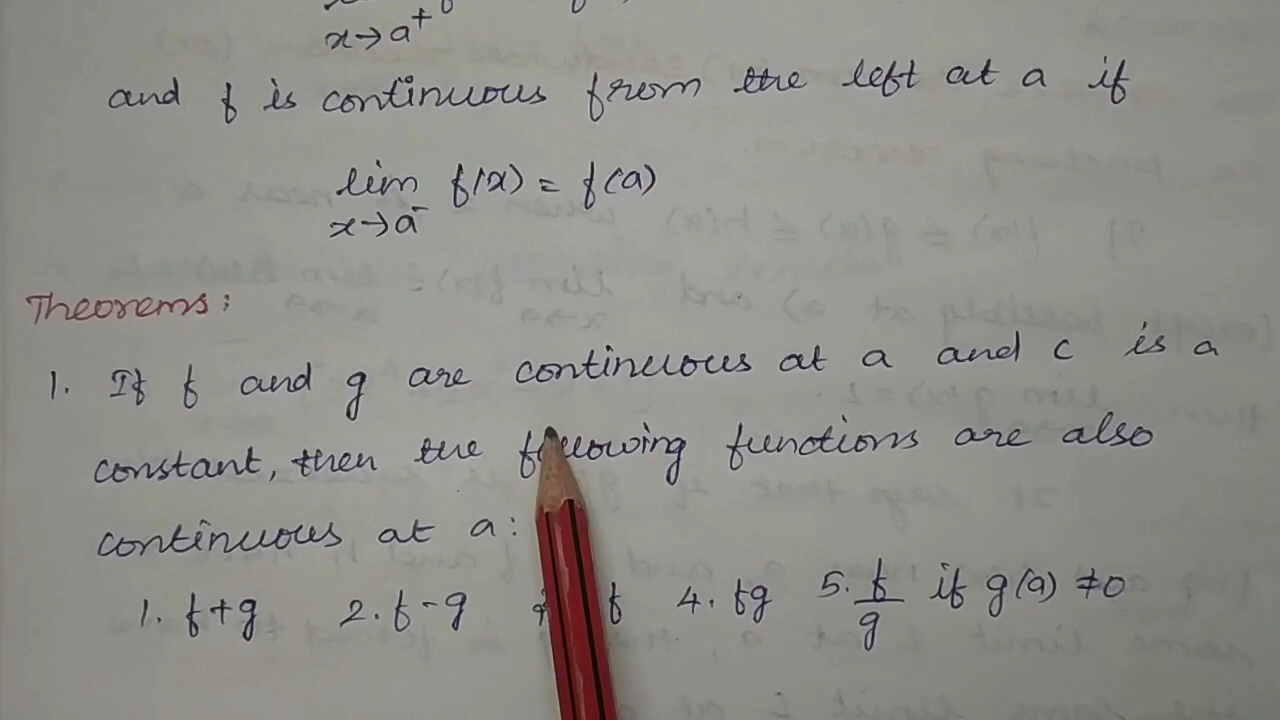 x→a+
and f is continuous from the left at a if
lim f(x) = f(a)
x→a-
Theorems:
1. If f and g are continuous at a and c is a
constant, then the following functions are also
continuous at a:
1. f+g 2. f-g f 4. fg 5. f/g if g(a) ≠0